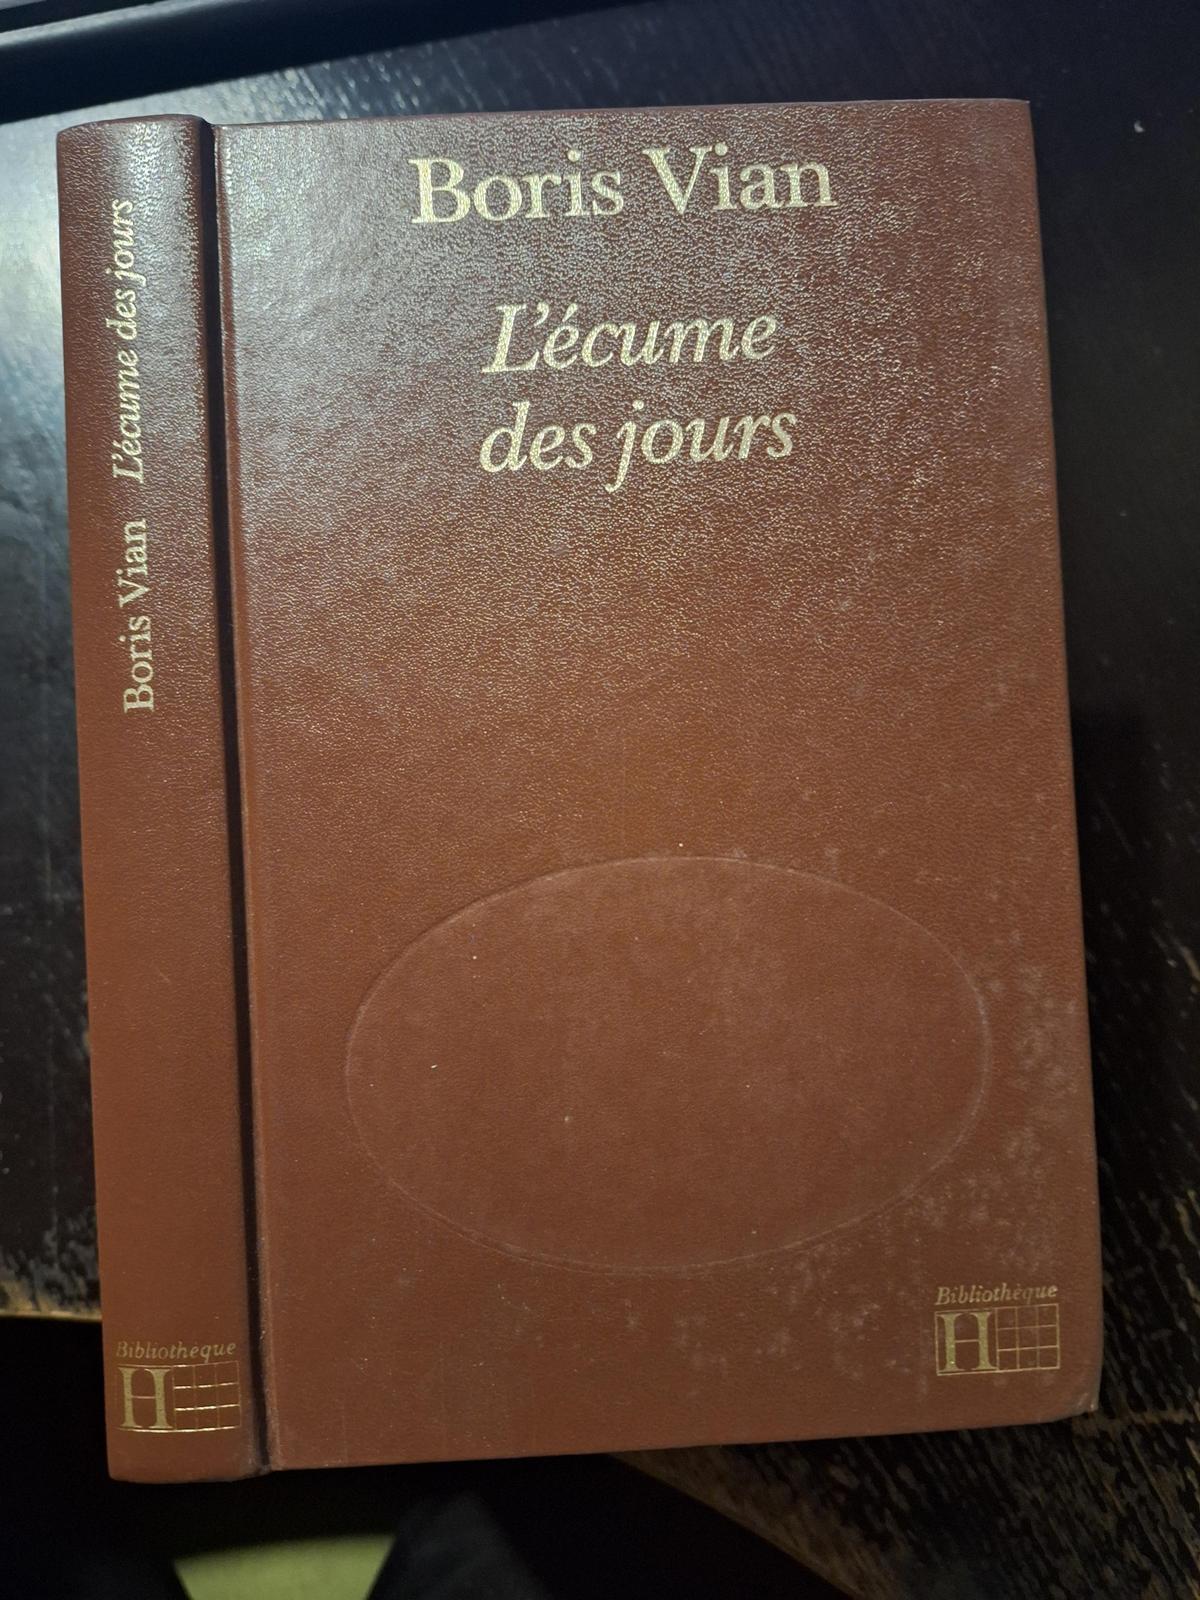 Boris Vian
L'écume
des jours
Bibliothèque
H
Boris Vian L'écume des jours
Bibliothèque
H